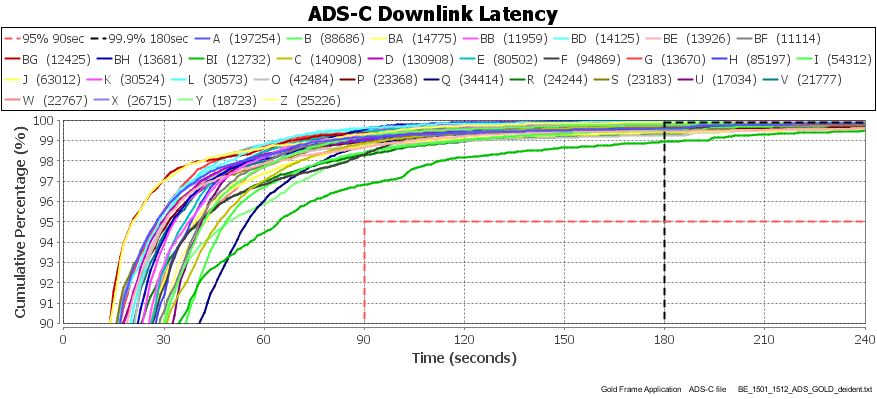 ADS-C Downlink Latency
95% 90sec 99.9% 180sec A (197254) B (88686) BA (14775) BB (11959) BD (14125) BE (13926) BF (11114)
BG (12425) BH (13681) BI (12732) C (140908) D (130908) E (80502) F (94869) G (13670) H (85197) I (54312)
J (63012) K (30524) L (30573) O (42484) P (23368) Q (34414) R (24244) S (23183) U (17034) V (21777)
W (22767) X (26715) Y (18723) Z (25226)
100
99
98
97
96
95
94
93
92
91
90
Cumulative Percentage (%)
0 30 60 90 120 150 180 210 240
Time (seconds)
Gold Frame Application ADS-C file BE_1501_1512_ADS_GOLD_deident.txt